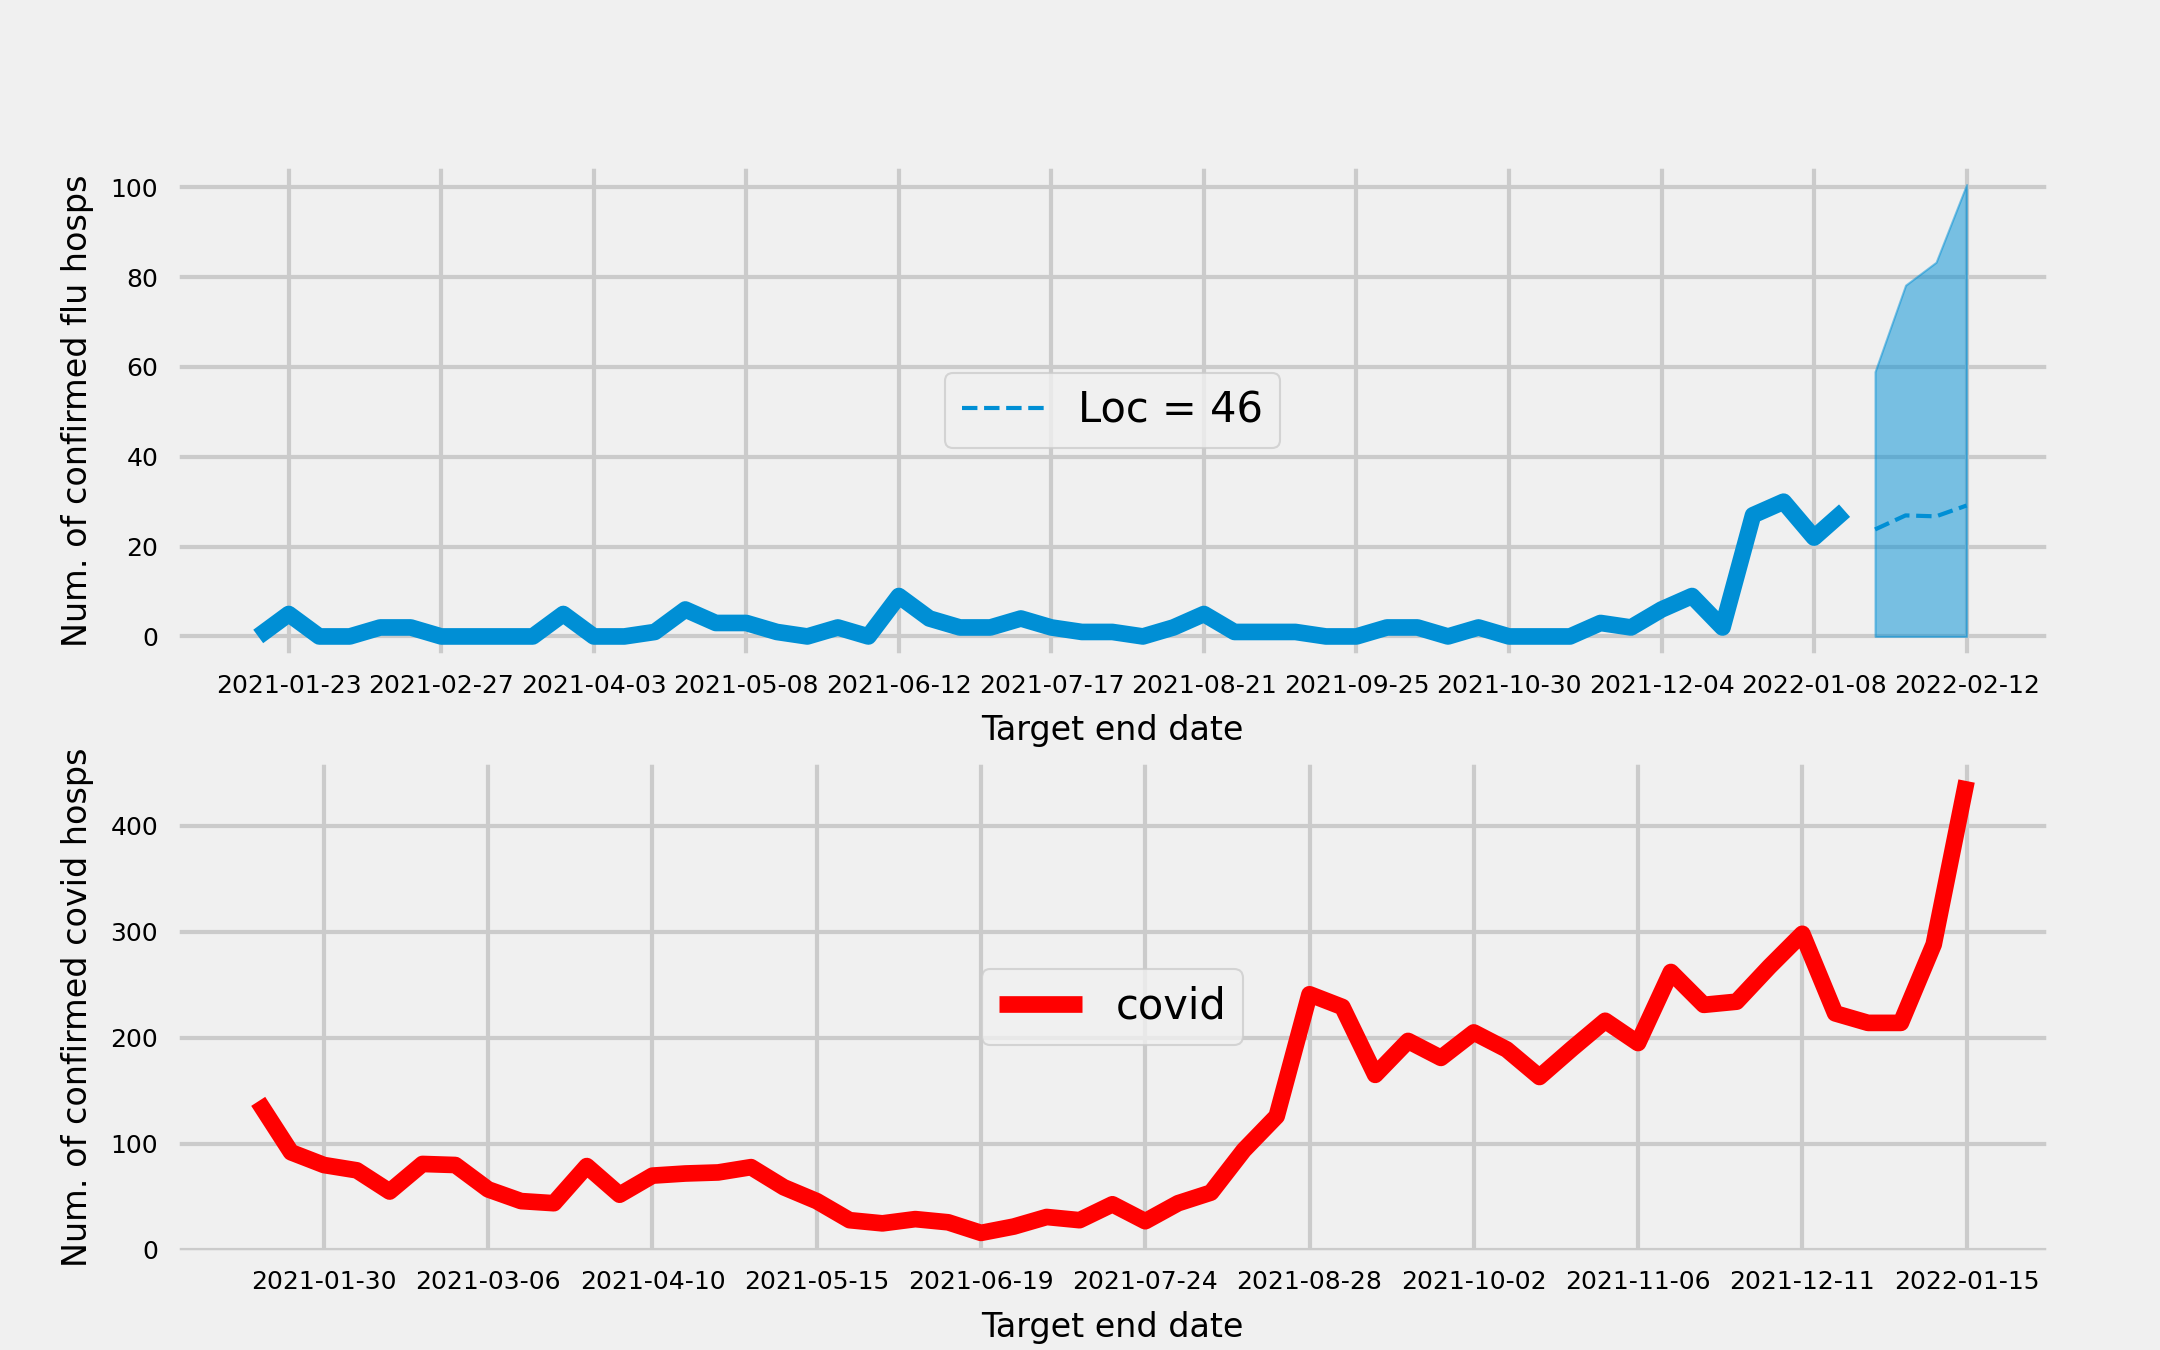 Num. of confirmed flu hosps
100
80
60
40
20
0
Loc = 46
2021-01-23 2021-02-27 2021-04-03 2021-05-08 2021-06-12 2021-07-17 2021-08-21 2021-09-25 2021-10-30 2021-12-04 2022-01-08 2022-02-12
Target end date
Num. of confirmed covid hosps
400
300
200
100
0
covid
2021-01-30 2021-03-06 2021-04-10 2021-05-15 2021-06-19 2021-07-24 2021-08-28 2021-10-02 2021-11-06 2021-12-11 2022-01-15
Target end date